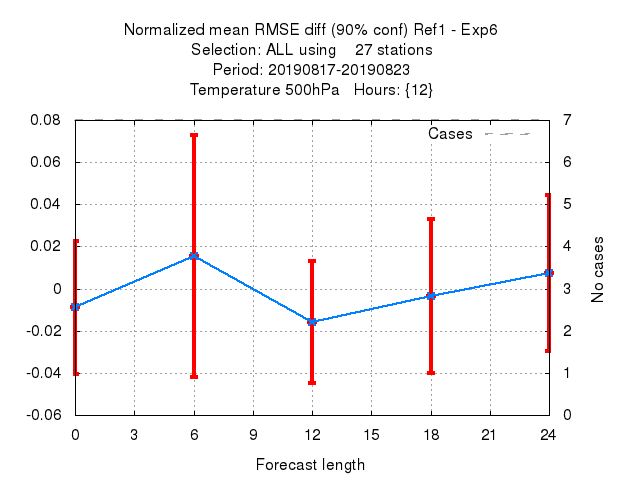 Normalized mean RMSE diff (90% conf) Ref1 - Exp6
Selection: ALL using    27 stations
Period: 20190817-20190823
Temperature 500hPa   Hours: {12}
Cases
0.08
0.06
0.04
0.02
0
-0.02
-0.04
-0.06
7
6
5
4
3
2
1
0
No cases
0 3 6 9 12 15 18 21 24
Forecast length